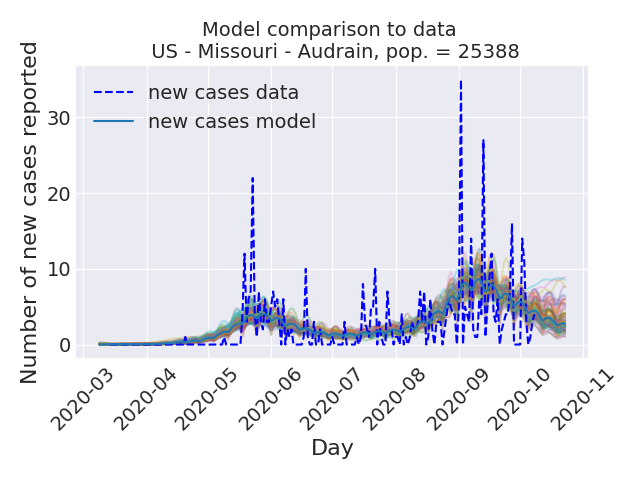 Model comparison to data
US - Missouri - Audrain, pop. = 25388
Number of new cases reported
30
20
10
0
new cases data
new cases model
2020-03
2020-04
2020-05
2020-06
2020-07
2020-08
2020-09
2020-10
2020-11
Day